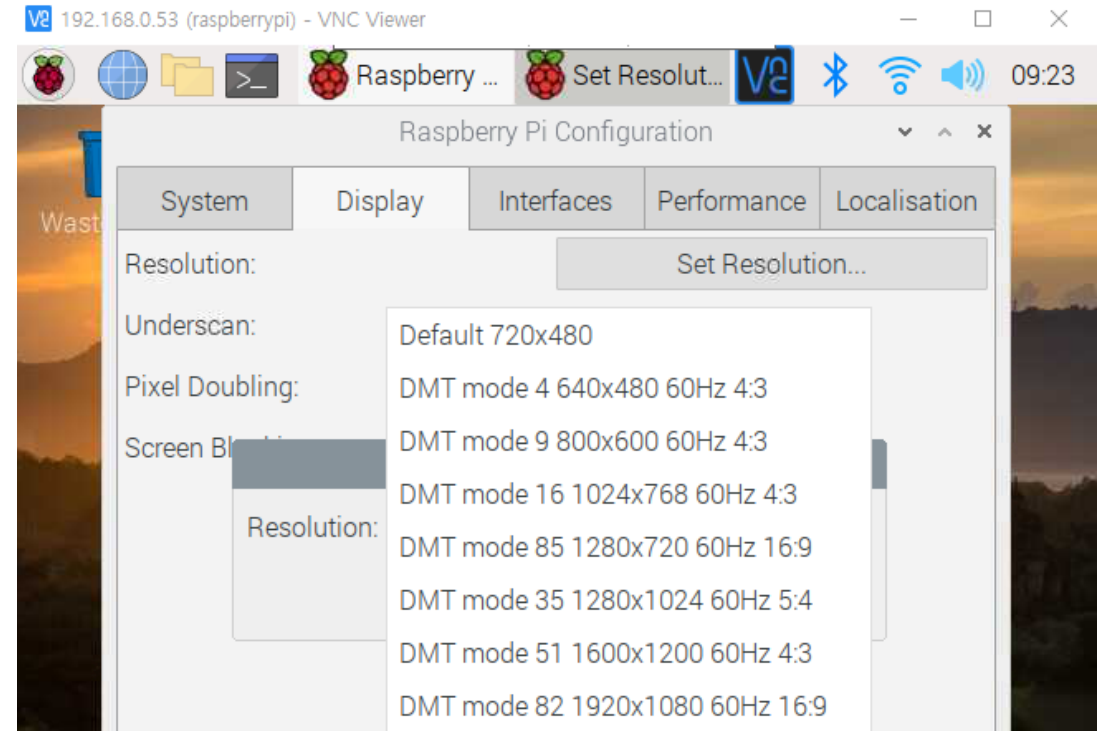 192.168.0.53 (raspberrypi) - VNC Viewer
Raspberry ... Set Resolut... 09:23
Raspberry Pi Configuration
Wast
System Display Interfaces Performance Localisation
Resolution: Set Resolution...
Underscan:
Pixel Doubling:
Screen Bl
Resolution:
Default 720x480
DMT mode 4 640x480 60Hz 4:3
DMT mode 9 800x600 60Hz 4:3
DMT mode 16 1024x768 60Hz 4:3
DMT mode 85 1280x720 60Hz 16:9
DMT mode 35 1280x1024 60Hz 5:4
DMT mode 51 1600x1200 60Hz 4:3
DMT mode 82 1920x1080 60Hz 16:9